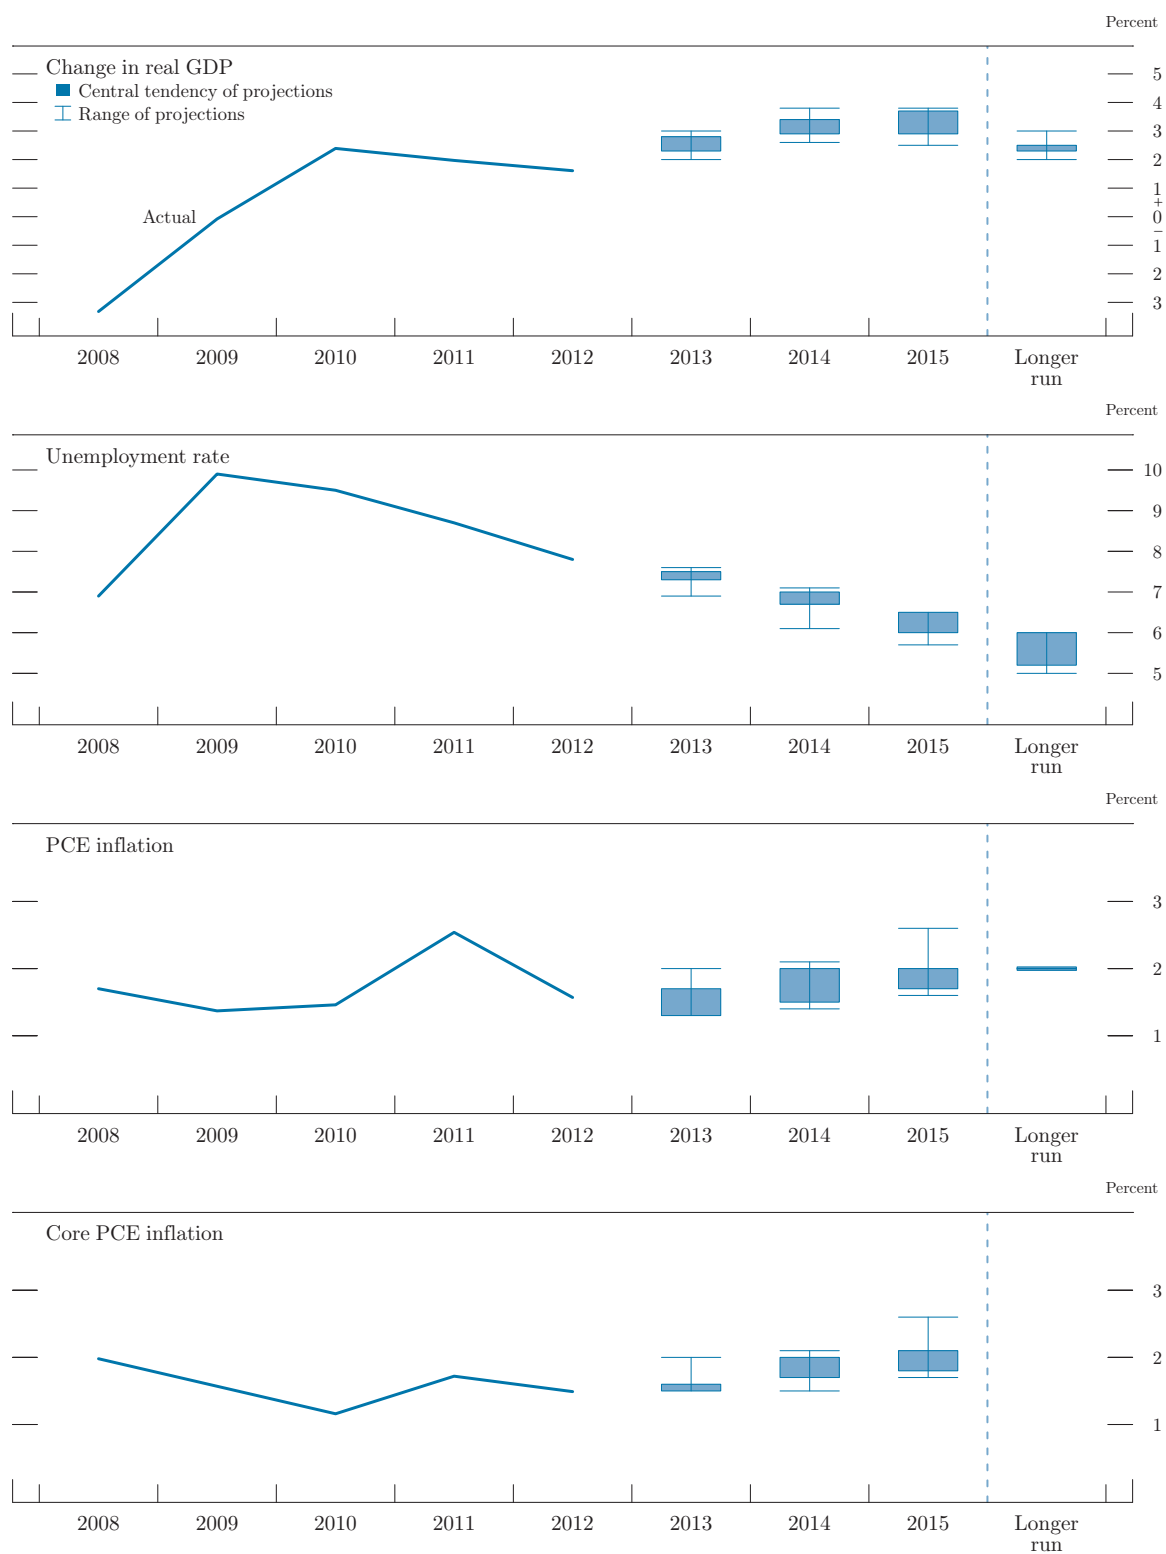 Percent
Change in real GDP
Central tendency of projections
Range of projections
Actual
5
4
3
2
1
+
0
−
1
2
3
2008 2009 2010 2011 2012 2013 2014 2015 Longer
run
Percent
Unemployment rate
10
9
8
7
6
5
2008 2009 2010 2011 2012 2013 2014 2015 Longer
run
Percent
PCE inflation
3
2
1
2008 2009 2010 2011 2012 2013 2014 2015 Longer
run
Percent
Core PCE inflation
3
2
1
2008 2009 2010 2011 2012 2013 2014 2015 Longer
run